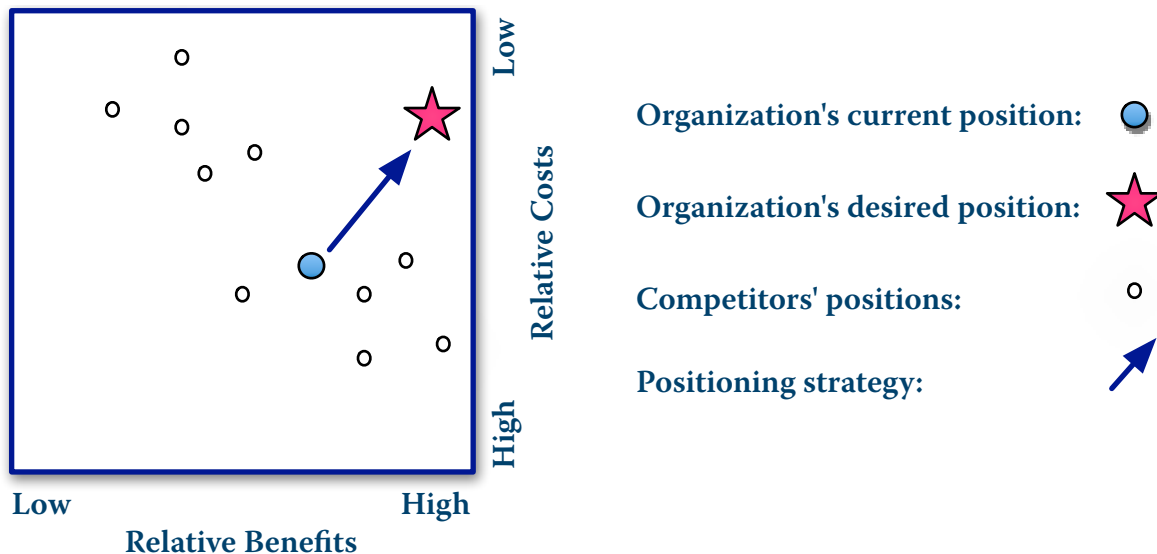 Low
Relative Costs
High
Low
High
Relative Benefits
Organization's current position:
Organization's desired position:
Competitors' positions:
Positioning strategy: